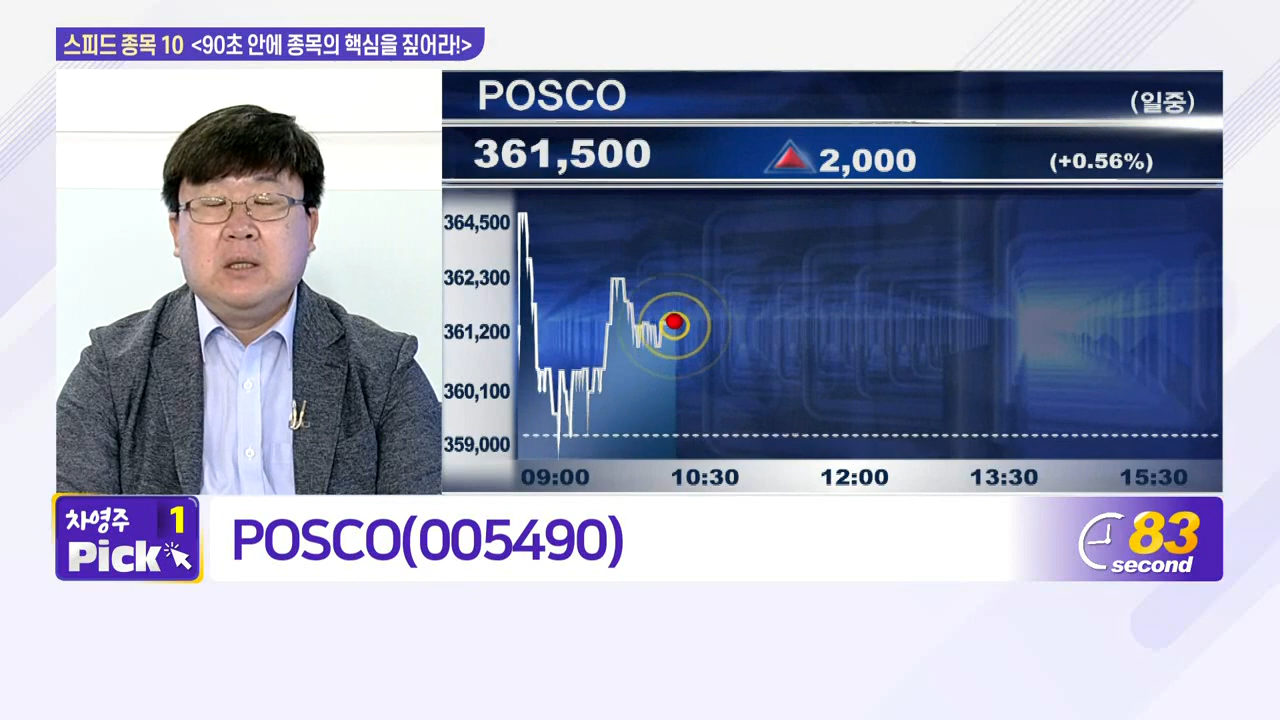 스피드 종목 10 <90초 안에 종목의 핵심을 짚어라!>
POSCO
(일중)
361,500
2,000
(+0.56%)
364,500
362,300
361,200
360,100
359,000
09:00
10:30
12:00
13:30
15:30
차영주 1
Pick
POSCO(005490)
83
second